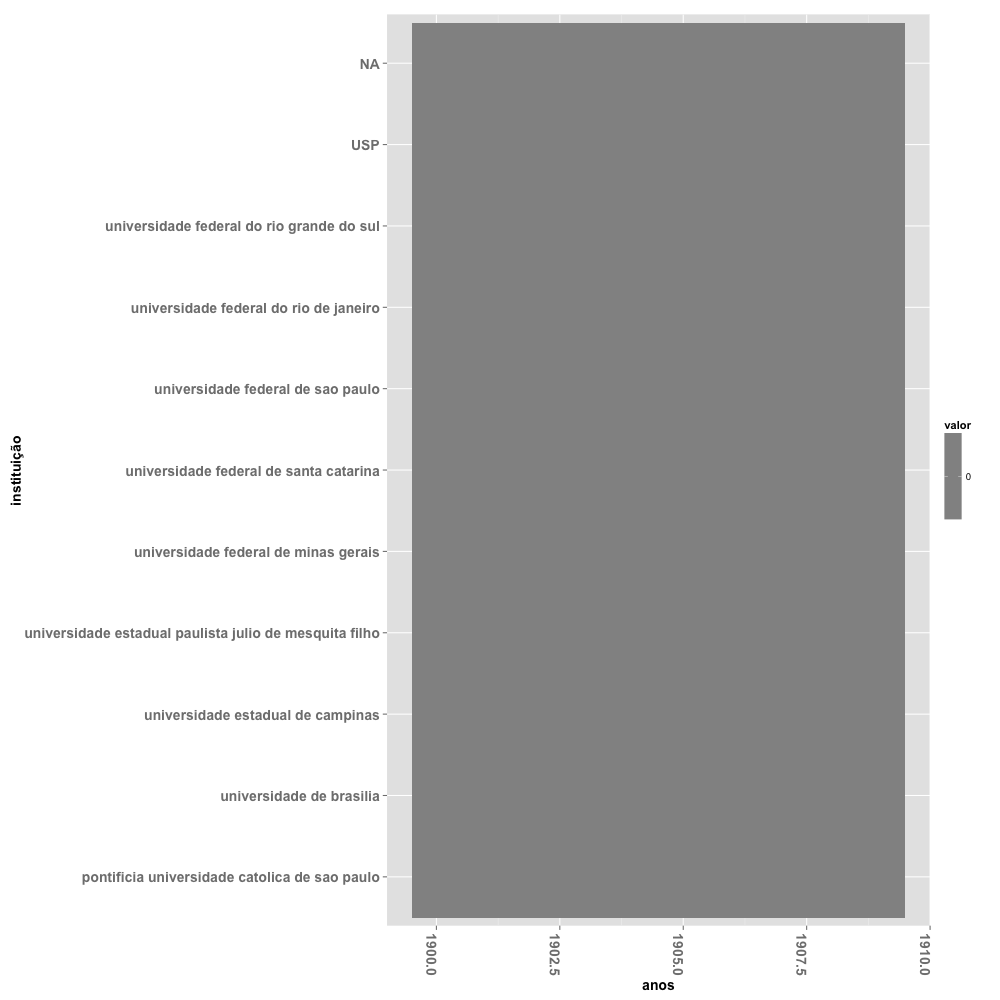 NA
USP
universidade federal do rio grande do sul
universidade federal do rio de janeiro
universidade federal de sao paulo
universidade federal de santa catarina
universidade federal de minas gerais
universidade estadual paulista julio de mesquita filho
universidade estadual de campinas
universidade de brasilia
pontificia universidade catolica de sao paulo
instituição
1900.0
1902.5
1905.0
1907.5
1910.0
anos
valor
0